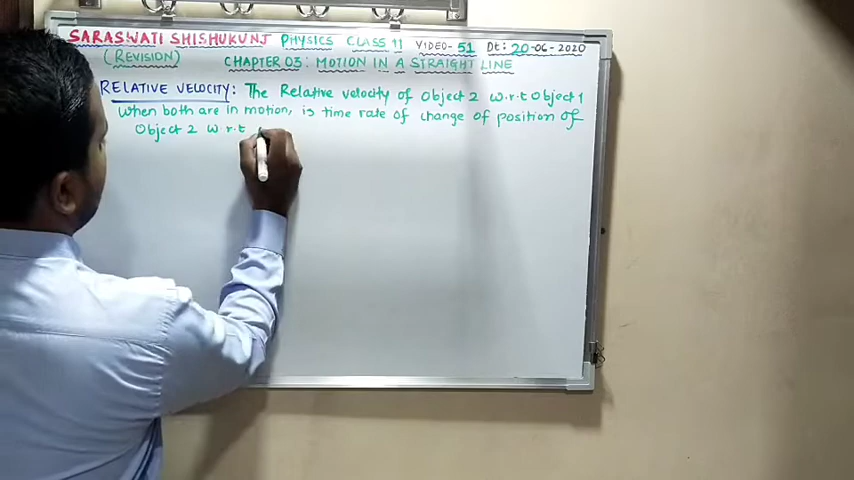 SARASWATI SHISHUKUNJ PHYSICS CLASS 11 VIDEO-51 Dt: 20-06-2020
(REVISION) CHAPTER 03: MOTION IN A STRAIGHT LINE
RELATIVE VELOCITY: The Relative velocity of Object 2 w.r.t Object 1
when both are in motion, is time rate of change of position of
Object 2 w.r.t